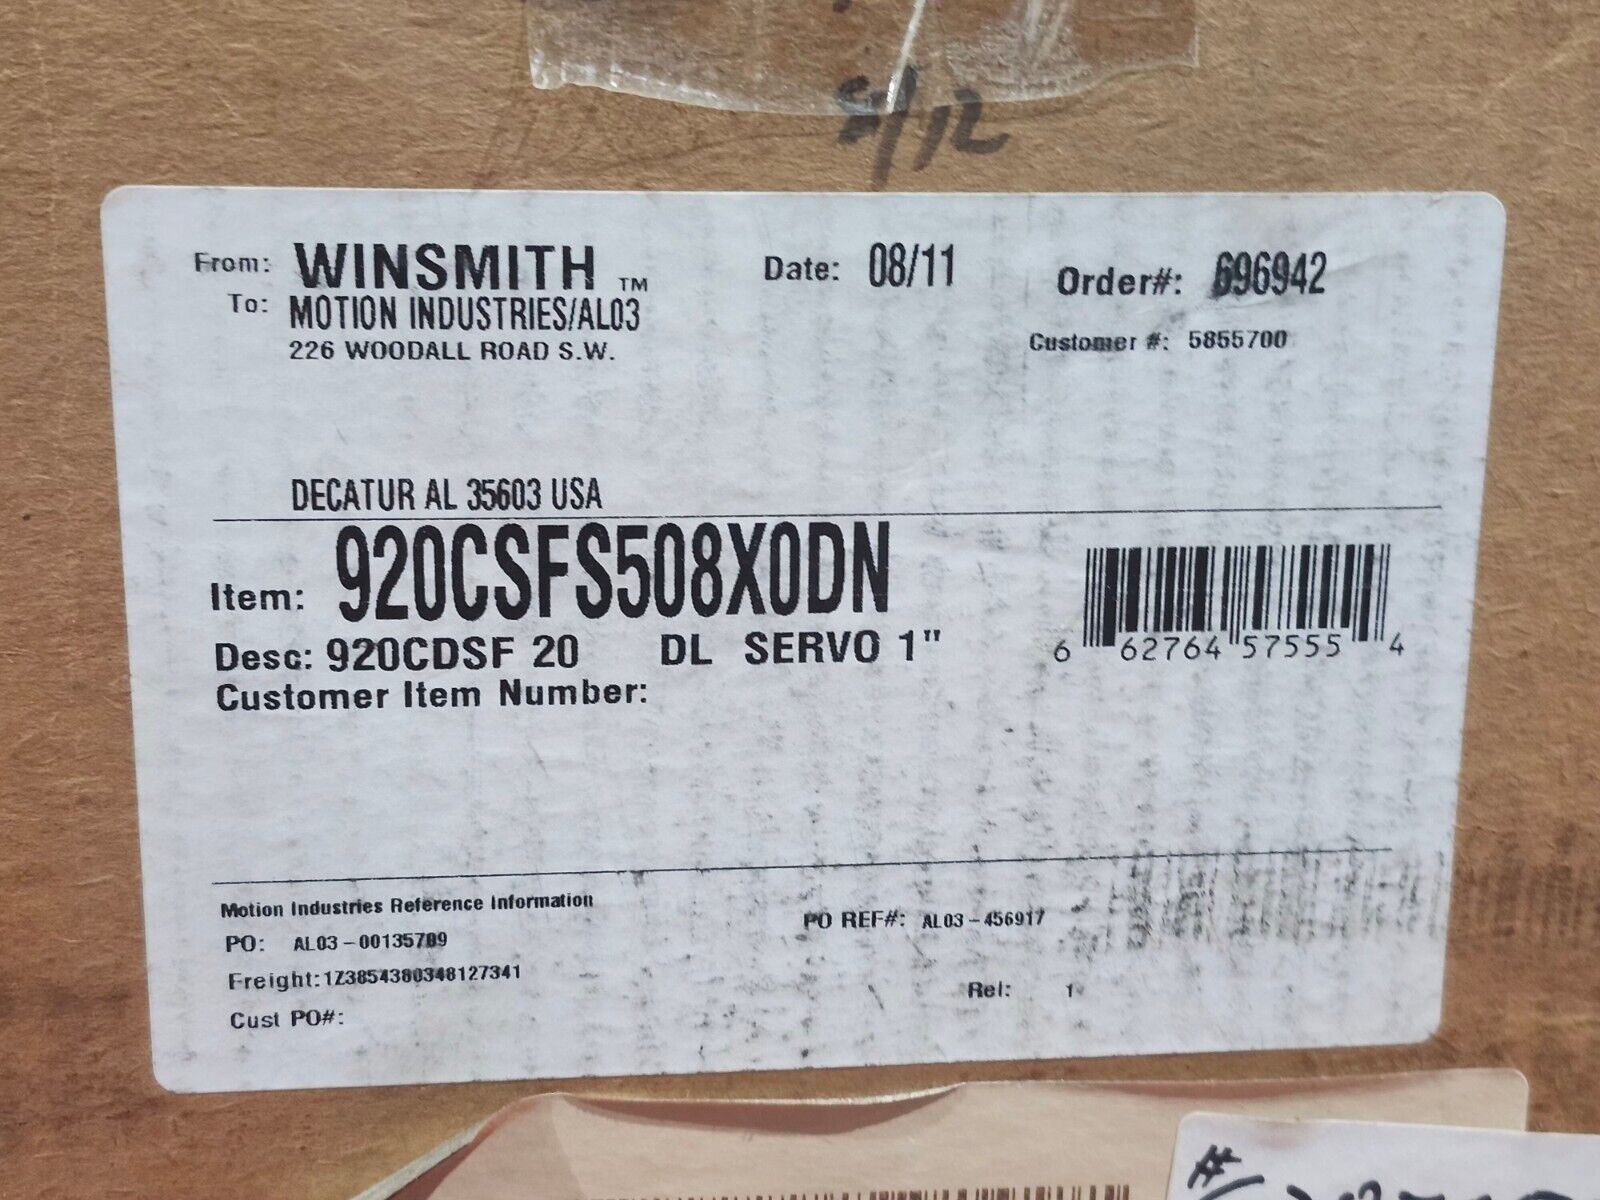 From: WINSMITH ™ Date: 08/11 Order#: 696942
To: MOTION INDUSTRIES/AL03
226 WOODALL ROAD S.W. Customer #: 5855700
DECATUR AL 35603 USA
Item: 920CSFS508X0DN
Desc: 920CDSF 20 DL SERVO 1"
6 62764 57555 4
Customer Item Number:
Motion Industries Reference Information
PO: AL03-00135709 PO REF#: AL03-456917
Freight: 1Z3854380348127341
Rel: 1
Cust PO#:
#